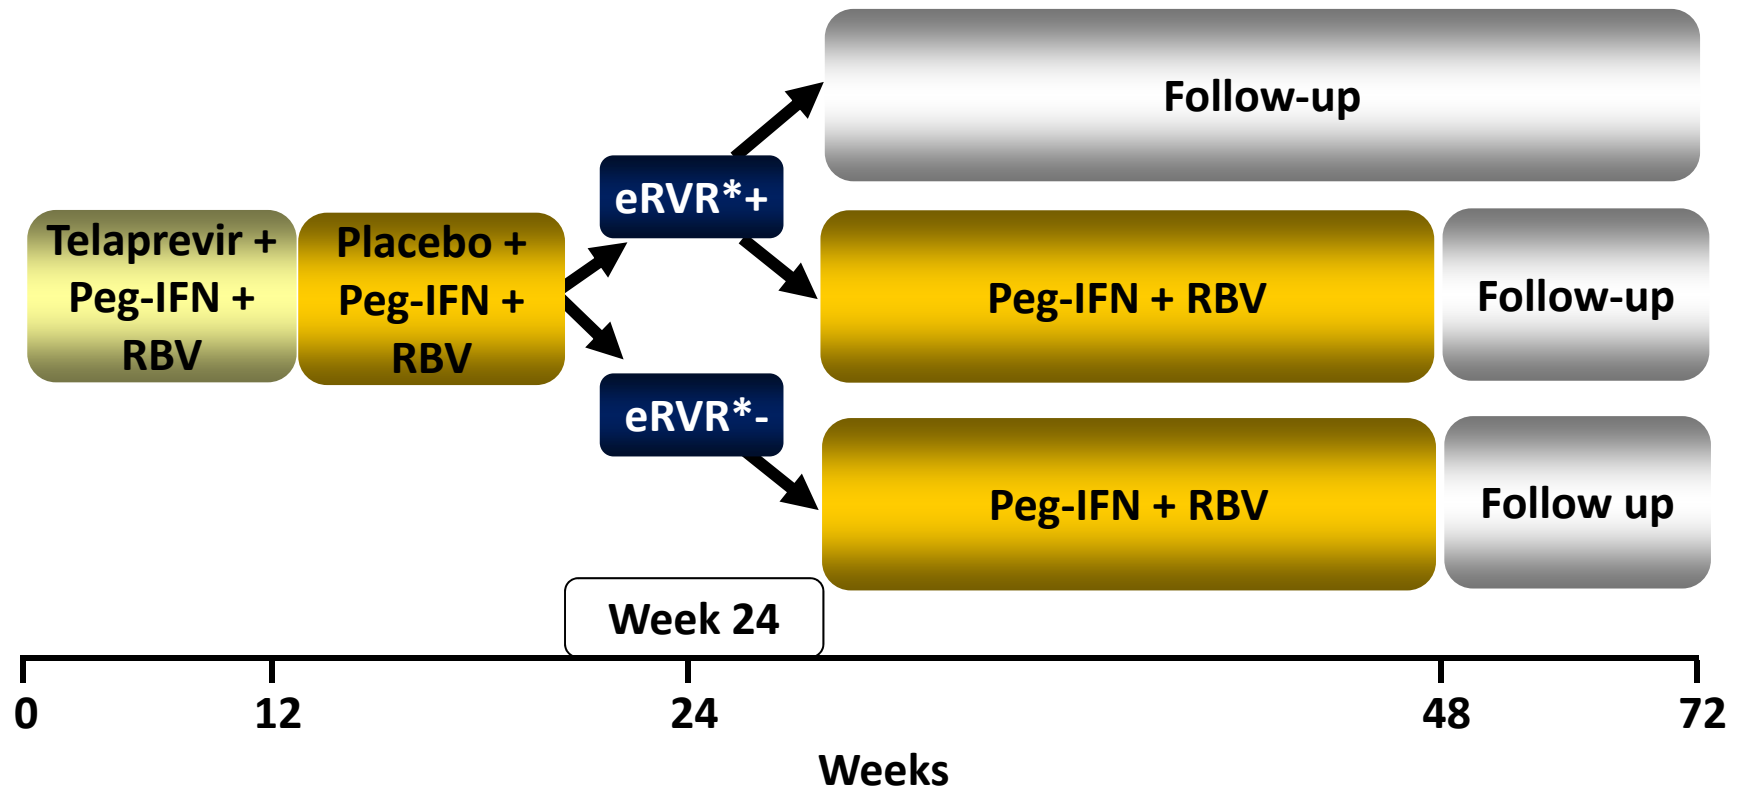 Follow-up
eRVR*+
Telaprevir +
Peg-IFN +
RBV
Placebo +
Peg-IFN +
RBV
Peg-IFN + RBV
Follow-up
eRVR*-
Peg-IFN + RBV
Follow up
Week 24
0
12
24
48
72
Weeks